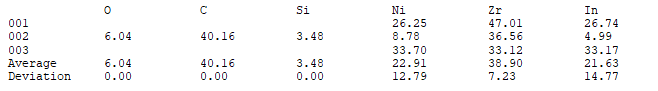 O C Si Ni Zr In
001 26.25 47.01 26.74
002 6.04 40.16 3.48 8.78 36.56 4.99
003 33.70 33.12 33.17
Average 6.04 40.16 3.48 22.91 38.90 21.63
Deviation 0.00 0.00 0.00 12.79 7.23 14.77